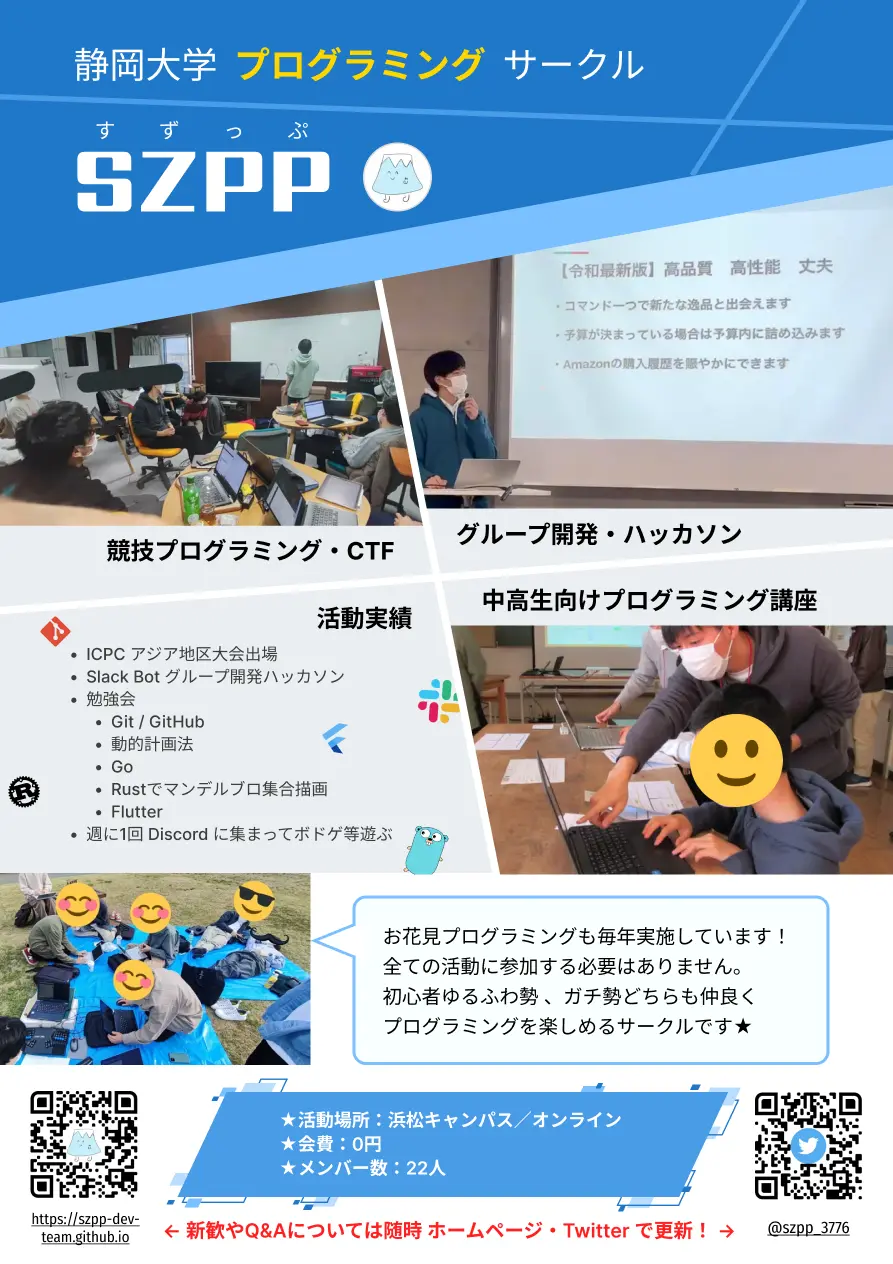 静岡大学 プログラミング サークル
すずっぷ
SZPP
【令和最新版】高品質 高性能 丈夫
・コマンド一つで新たな逸品と出会えます
・予算が決まっている場合は予算内に詰め込みます
・Amazonの購入履歴を賑やかにできます
競技プログラミング・CTF
グループ開発・ハッカソン
活動実績
• ICPC アジア地区大会出場
• Slack Bot グループ開発ハッカソン
• 勉強会
• Git / GitHub
• 動的計画法
• Go
• Rustでマンデルブロ集合描画
• Flutter
• 週に1回 Discord に集まってボドゲ等遊ぶ
中高生向けプログラミング講座
お花見プログラミングも毎年実施しています！
全ての活動に参加する必要はありません。
初心者ゆるふわ勢 、ガチ勢どちらも仲良く
プログラミングを楽しめるサークルです★
★活動場所：浜松キャンパス／オンライン
★会費：0円
★メンバー数：22人
https://szpp-dev-
team.github.io
← 新歓やQ&Aについては随時 ホームページ・Twitter で更新！ →
@szpp_3776